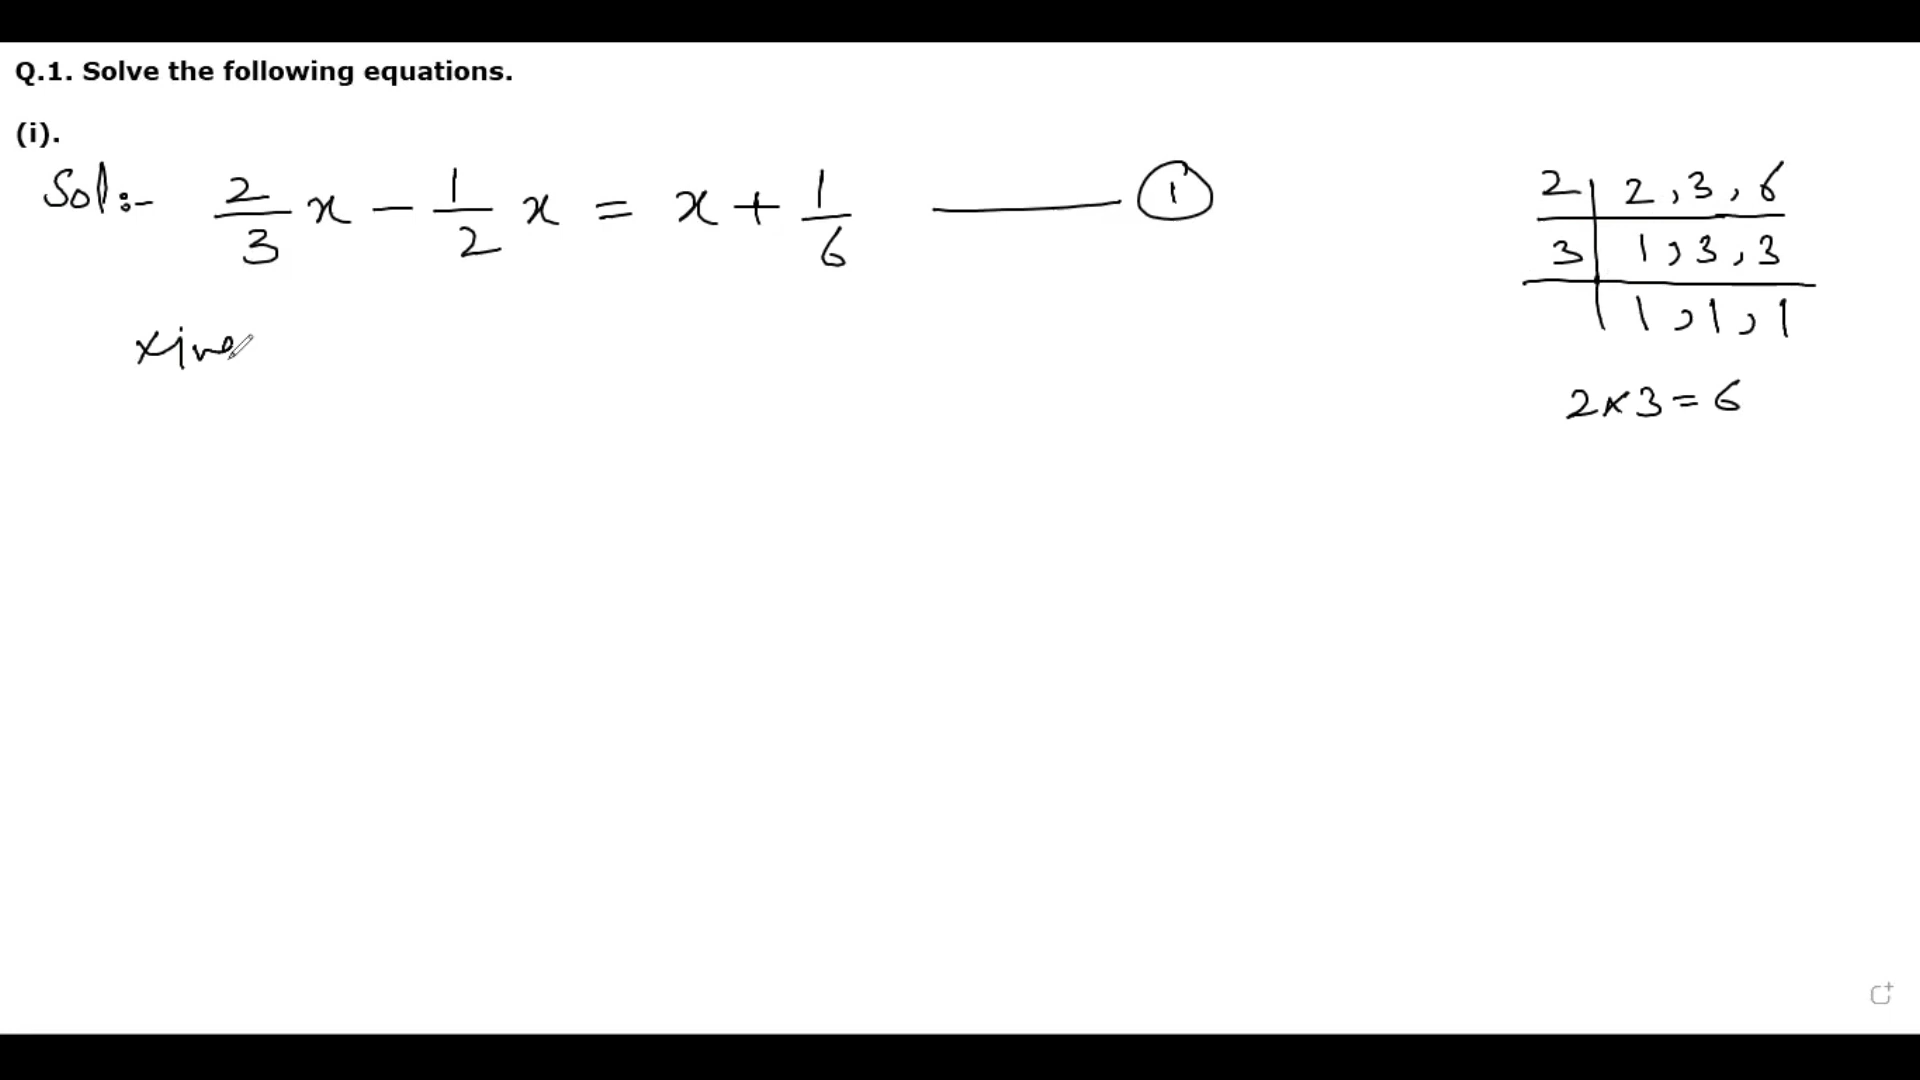 Q.1. Solve the following equations.
(i).
Sol:- 2/3 x - 1/2 x = x + 1/6 ——— ①
2 | 2, 3, 6
3 | 1, 3, 3
| 1, 1, 1
2 × 3 = 6